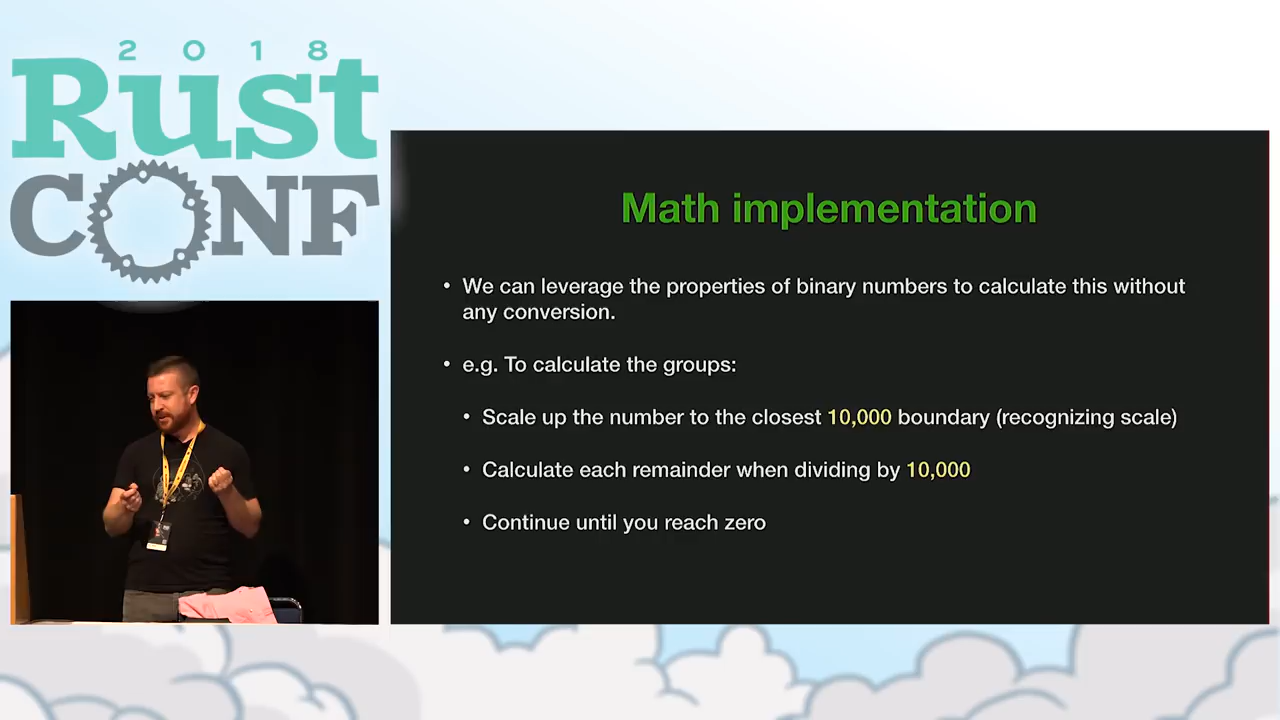 2018
Rust
CONF
Math implementation
• We can leverage the properties of binary numbers to calculate this without
any conversion.
• e.g. To calculate the groups:
• Scale up the number to the closest 10,000 boundary (recognizing scale)
• Calculate each remainder when dividing by 10,000
• Continue until you reach zero